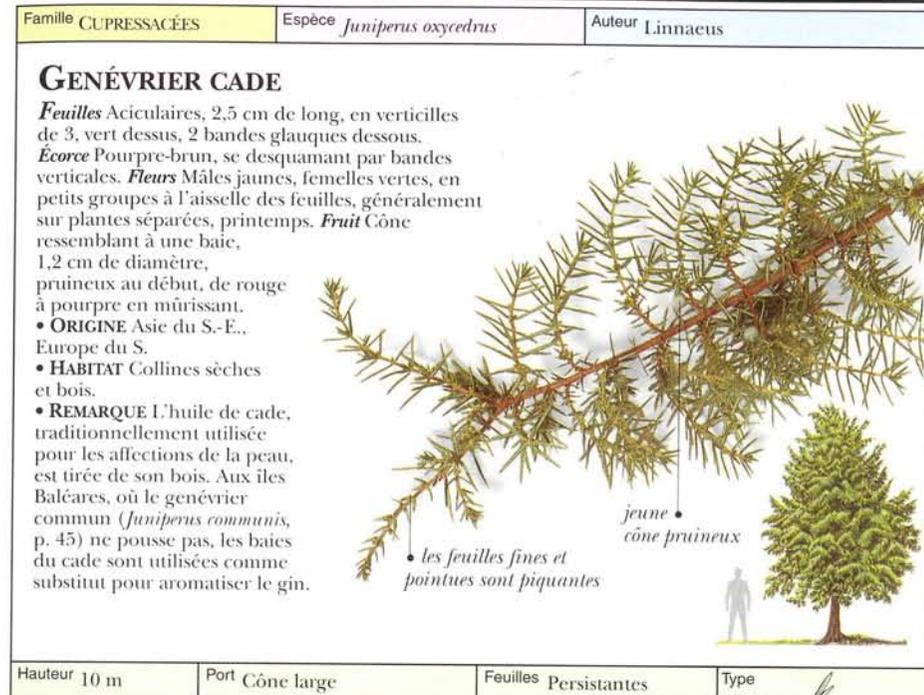 Famille CUPRESSACÉES
Espèce Juniperus oxycedrus
Auteur Linnaeus
GENÉVRIER CADE
Feuilles Aciculaires, 2,5 cm de long, en verticilles
de 3, vert dessus, 2 bandes glauques dessous.
Écorce Pourpre-brun, se desquamant par bandes
verticales. Fleurs Mâles jaunes, femelles vertes, en
petits groupes à l'aisselle des feuilles, généralement
sur plantes séparées, printemps. Fruit Cône
ressemblant à une baie,
1,2 cm de diamètre,
pruineux au début, de rouge
à pourpre en mûrissant.
• ORIGINE Asie du S.-E.,
Europe du S.
• HABITAT Collines sèches
et bois.
• REMARQUE L'huile de cade,
traditionnellement utilisée
pour les affections de la peau,
est tirée de son bois. Aux îles
Baléares, où le genévrier
commun (Juniperus communis,
p. 45) ne pousse pas, les baies
du cade sont utilisées comme
substitut pour aromatiser le gin.
• les feuilles fines et
pointues sont piquantes
jeune •
cône pruineux
Hauteur 10 m
Port Cône large
Feuilles Persistantes
Type